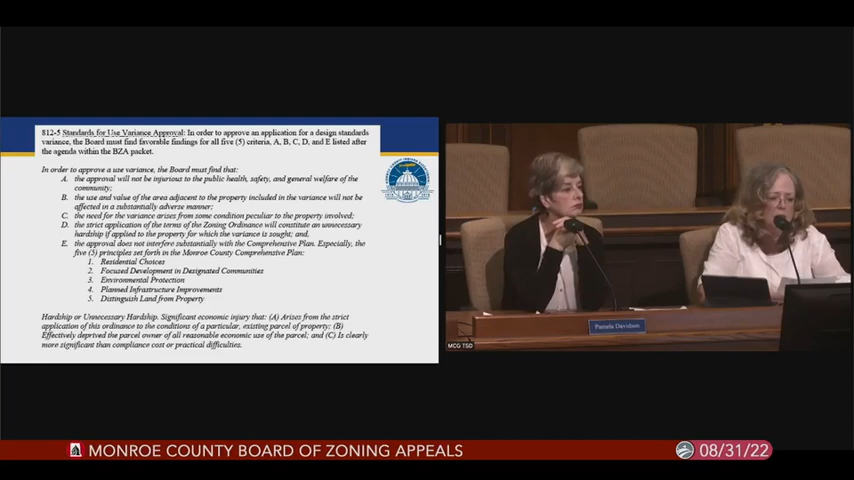 812-5 Standards for Use Variance Approval: In order to approve an application for a design standards
variance, the Board must find favorable findings for all five (5) criteria, A, B, C, D, and E listed after
the agenda within the BZA packet.
In order to approve a use variance, the Board must find that:
A. the approval will not be injurious to the public health, safety, and general welfare of the
community;
B. the use and value of the area adjacent to the property included in the variance will not be
affected in a substantially adverse manner;
C. the need for the variance arises from some condition peculiar to the property involved;
D. the strict application of the terms of the Zoning Ordinance will constitute an unnecessary
hardship if applied to the property for which the variance is sought; and,
E. the approval does not interfere substantially with the Comprehensive Plan. Especially, the
five (5) principles set forth in the Monroe County Comprehensive Plan:
1. Residential Choices
2. Focused Development in Designated Communities
3. Environmental Protection
4. Planned Infrastructure Improvements
5. Distinguish Land from Property
Hardship or Unnecessary Hardship. Significant economic injury that: (A) Arises from the strict
application of this ordinance to the conditions of a particular, existing parcel of property; (B)
Effectively deprived the parcel owner of all reasonable economic use of the parcel; and (C) Is clearly
more significant than compliance cost or practical difficulties.
Pamela Davidson
MCG TSD
MONROE COUNTY BOARD OF ZONING APPEALS
08/31/22